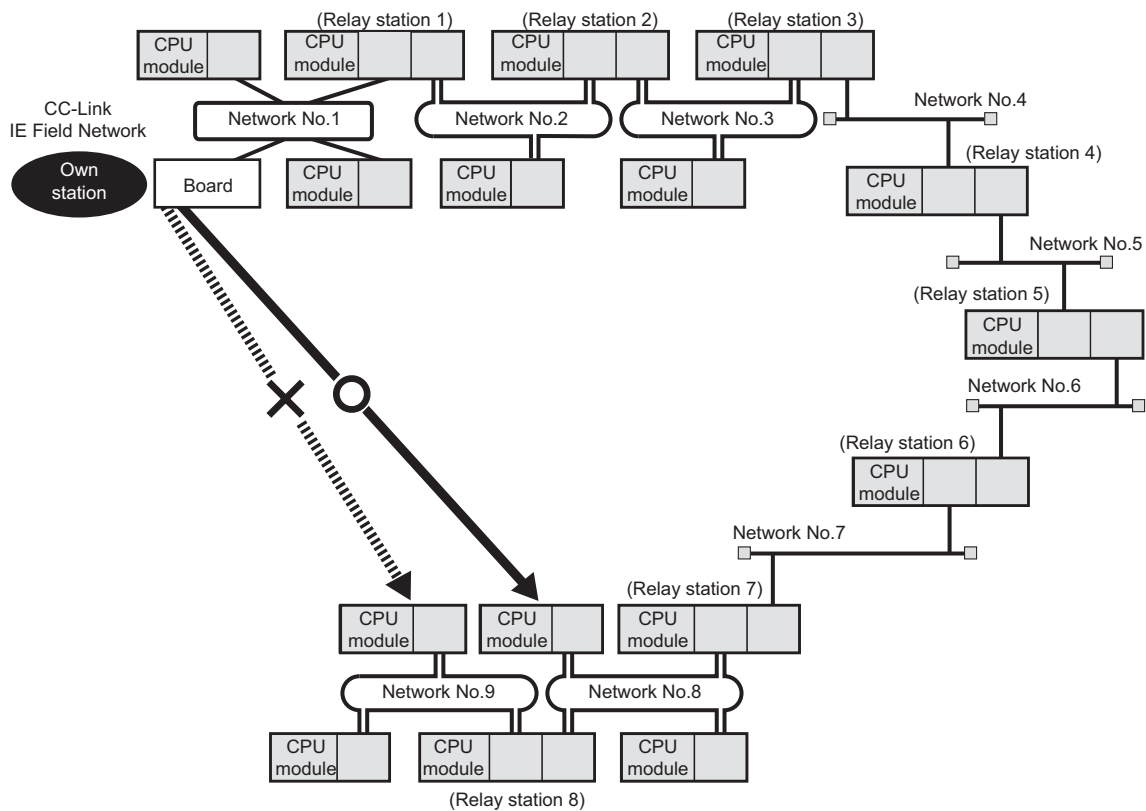 (Relay station 1)
(Relay station 2)
(Relay station 3)
CPU
module
CPU
module
CPU
module
CPU
module
CC-Link
IE Field Network
Network No.1
Network No.2
Network No.3
Network No.4
(Relay station 4)
Own
station
Board
CPU
module
CPU
module
CPU
module
CPU
module
Network No.5
(Relay station 5)
CPU
module
Network No.6
(Relay station 6)
CPU
module
Network No.7
(Relay station 7)
CPU
module
CPU
module
CPU
module
Network No.9
Network No.8
CPU
module
CPU
module
CPU
module
(Relay station 8)